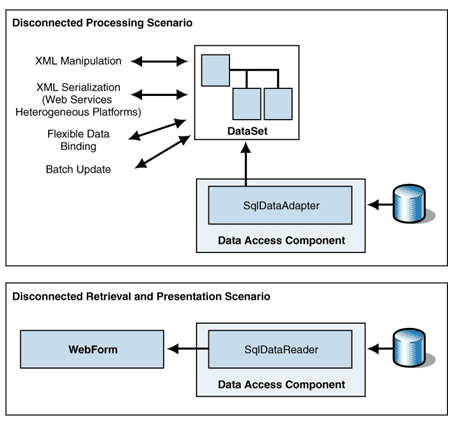 Disconnected Processing Scenario
XML Manipulation
XML Serialization
(Web Services
Heterogeneous Platforms)
Flexible Data
Binding
Batch Update
DataSet
SqlDataAdapter
Data Access Component
Disconnected Retrieval and Presentation Scenario
WebForm
SqlDataReader
Data Access Component